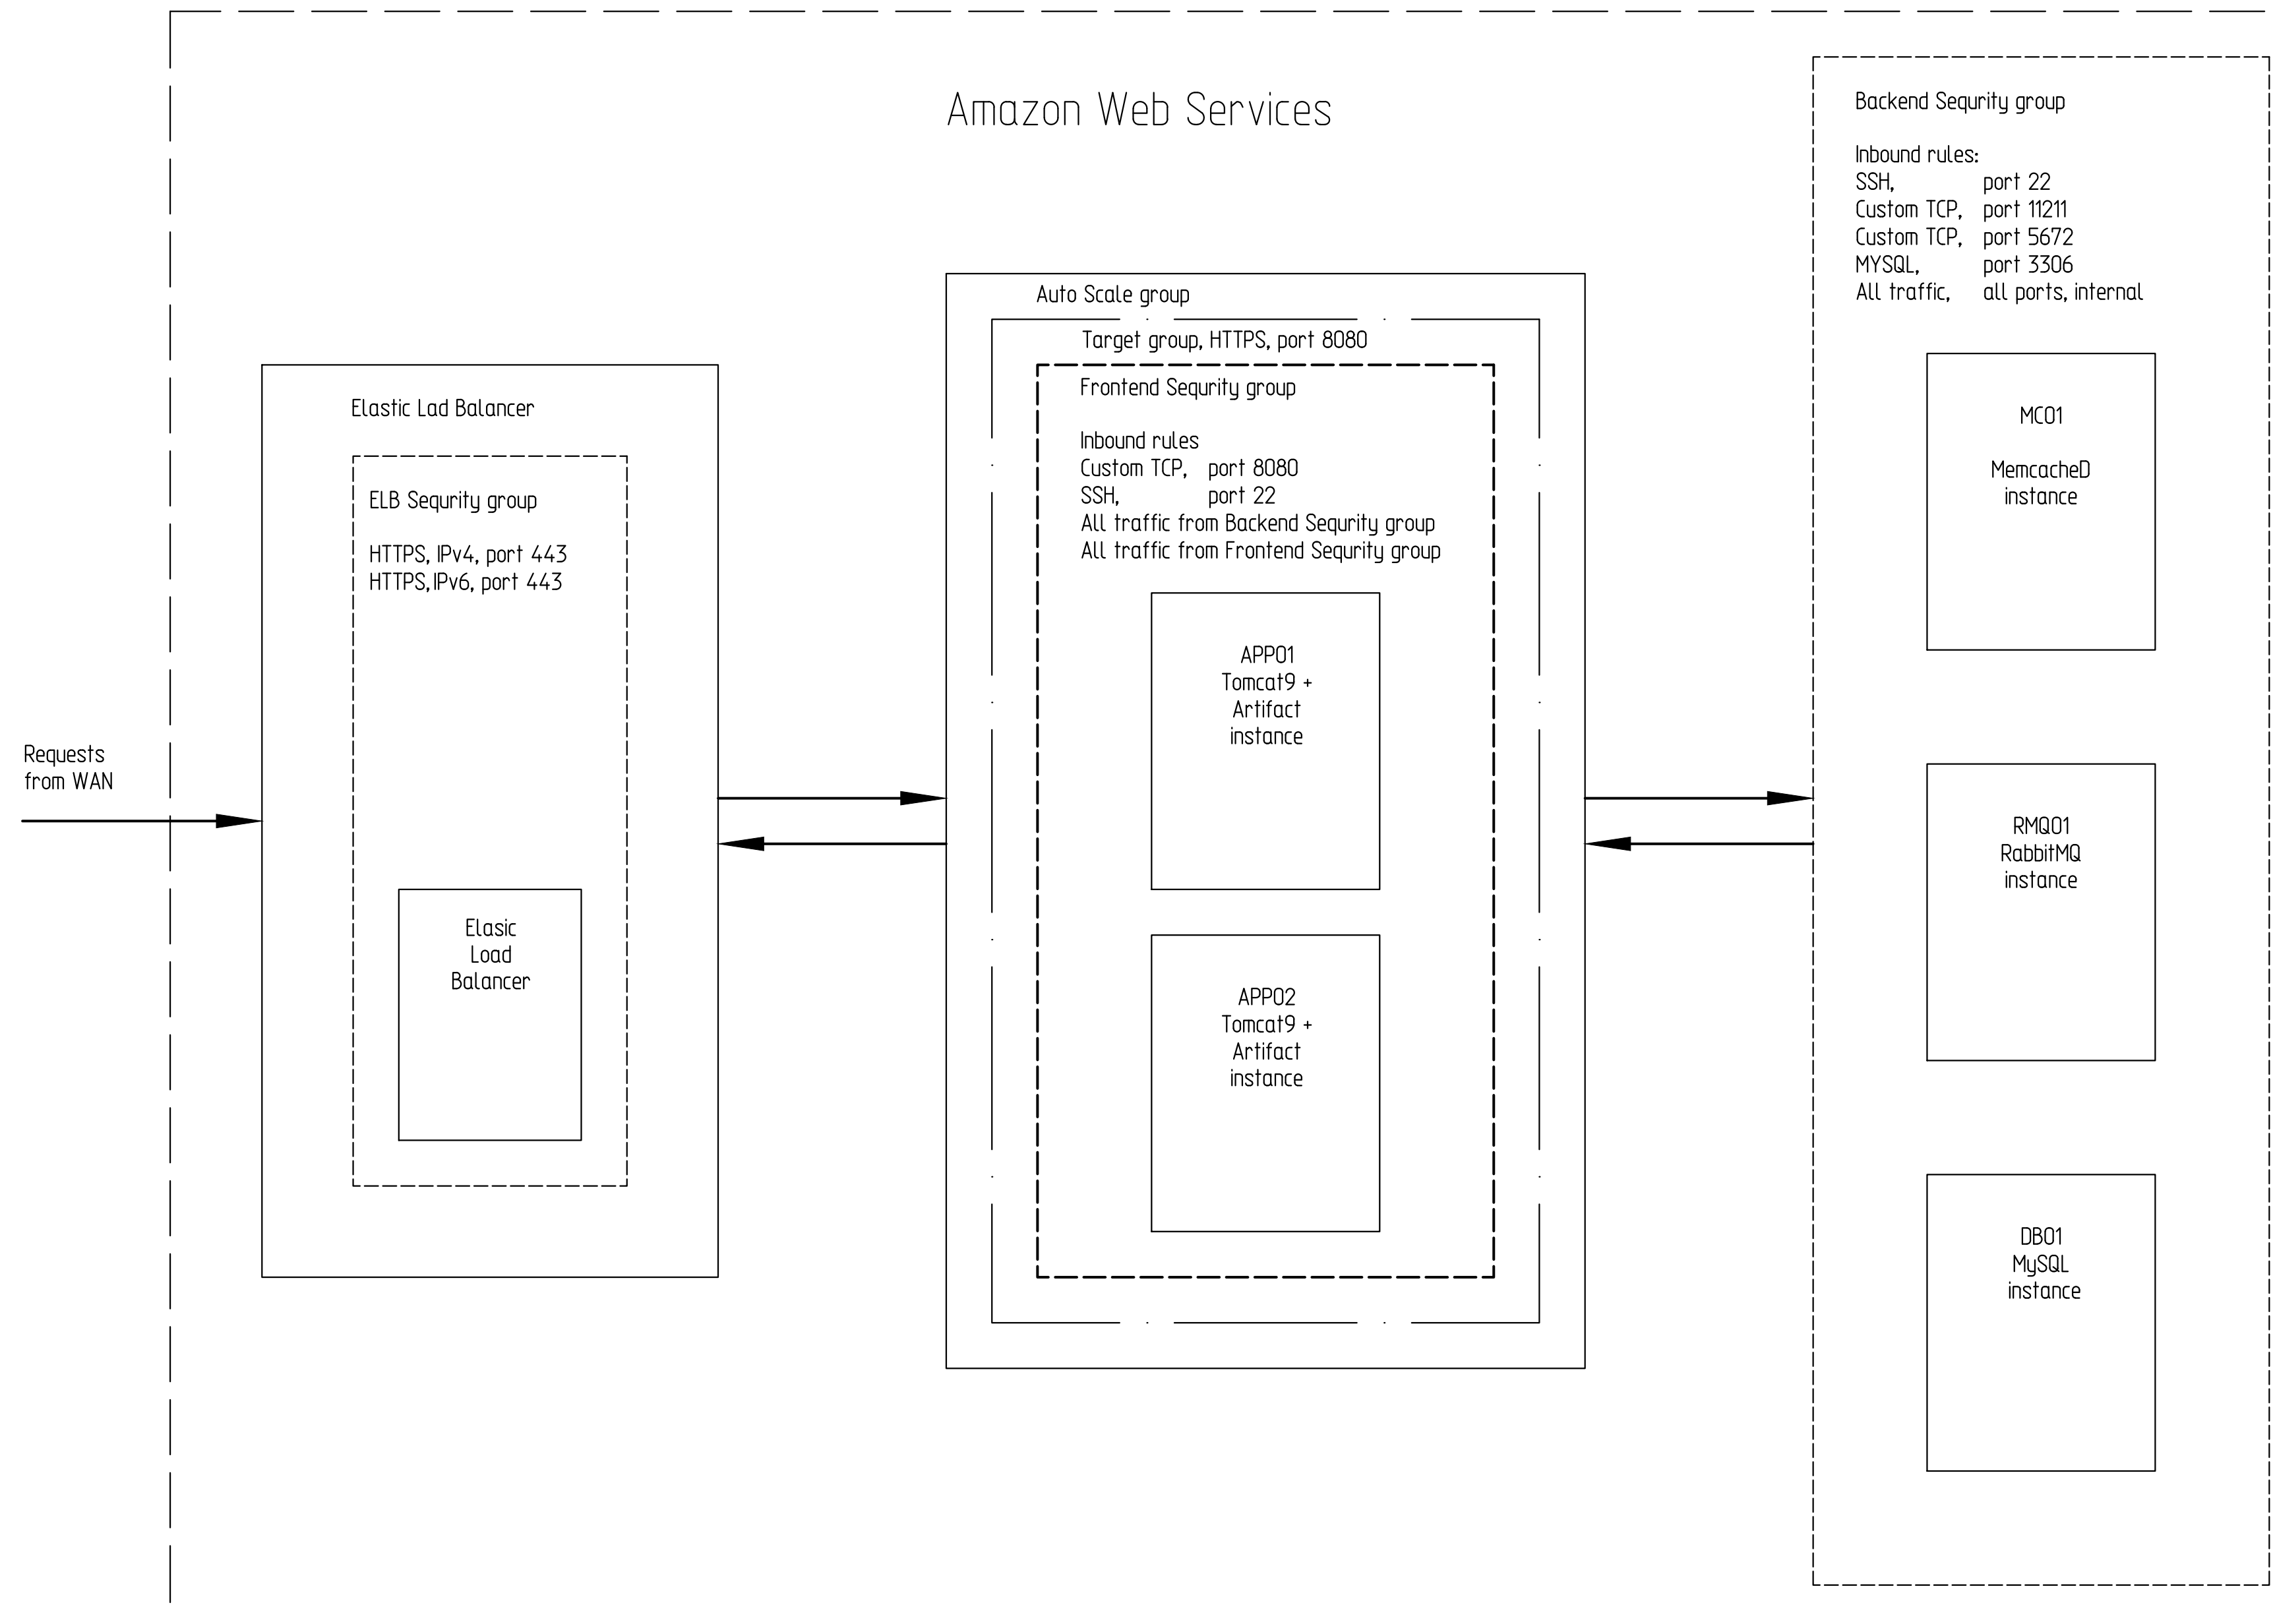 Amazon Web Services
Requests
from WAN
Elastic Lad Balancer
ELB Sequrity group
HTTPS, IPv4, port 443
HTTPS,IPv6, port 443
Elasic
Load
Balancer
Auto Scale group
Target group, HTTPS, port 8080
Frontend Sequrity group
Inbound rules
Custom TCP, port 8080
SSH, port 22
All traffic from Backend Sequrity group
All traffic from Frontend Sequrity group
APP01
Tomcat9 +
Artifact
instance
APP02
Tomcat9 +
Artifact
instance
Backend Sequrity group
Inbound rules:
SSH, port 22
Custom TCP, port 11211
Custom TCP, port 5672
MYSQL, port 3306
All traffic, all ports, internal
MC01
MemcacheD
instance
RMQ01
RabbitMQ
instance
DB01
MySQL
instance